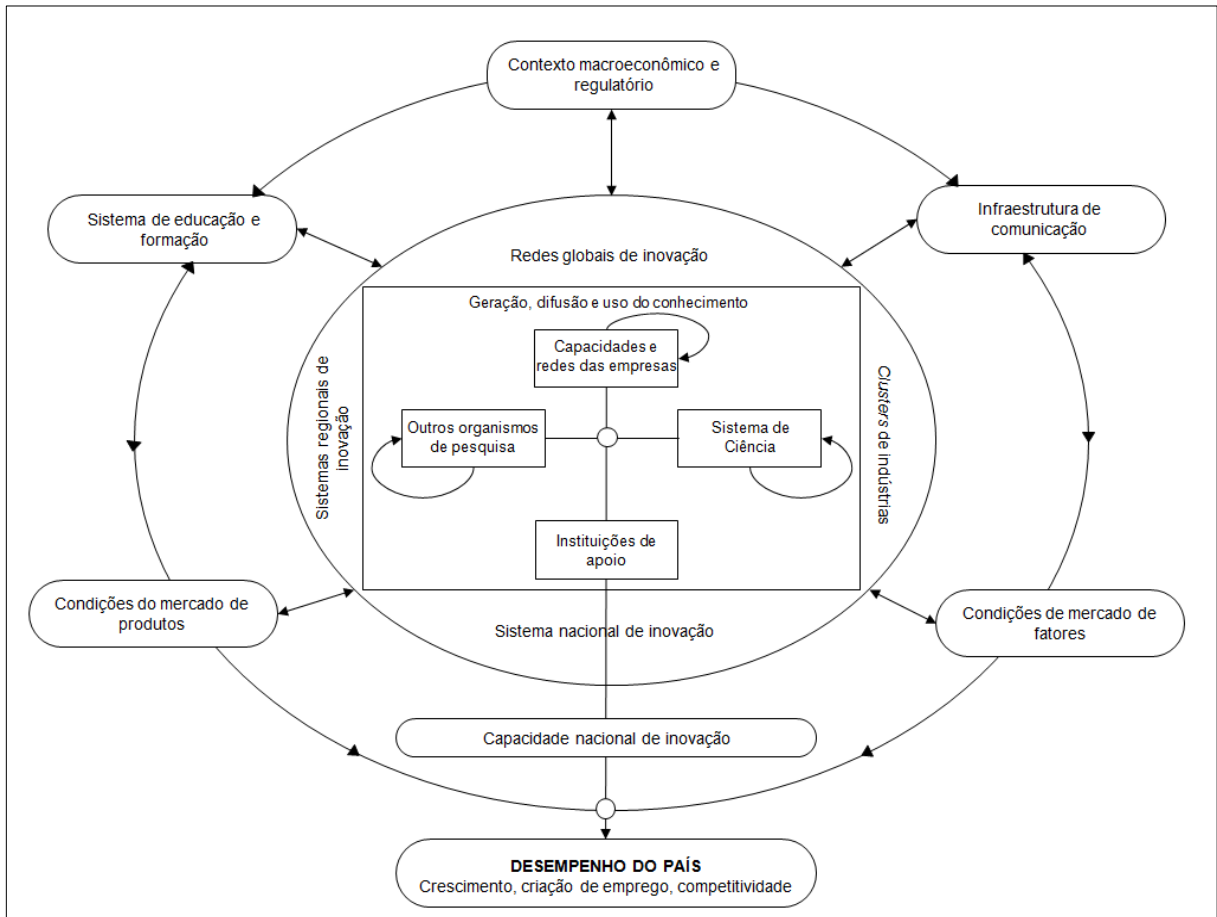 Contexto macroeconômico e
regulatório
Sistema de educação e
formação
Infraestrutura de
comunicação
Redes globais de inovação
Geração, difusão e uso do conhecimento
Capacidades e
redes das empresas
Sistemas regionais de
inovação
Outros organismos
de pesquisa
Sistema de
Ciência
Clusters de indústrias
Instituições de
apoio
Condições do mercado de
produtos
Condições de mercado de
fatores
Sistema nacional de inovação
Capacidade nacional de inovação
DESEMPENHO DO PAÍS
Crescimento, criação de emprego, competitividade